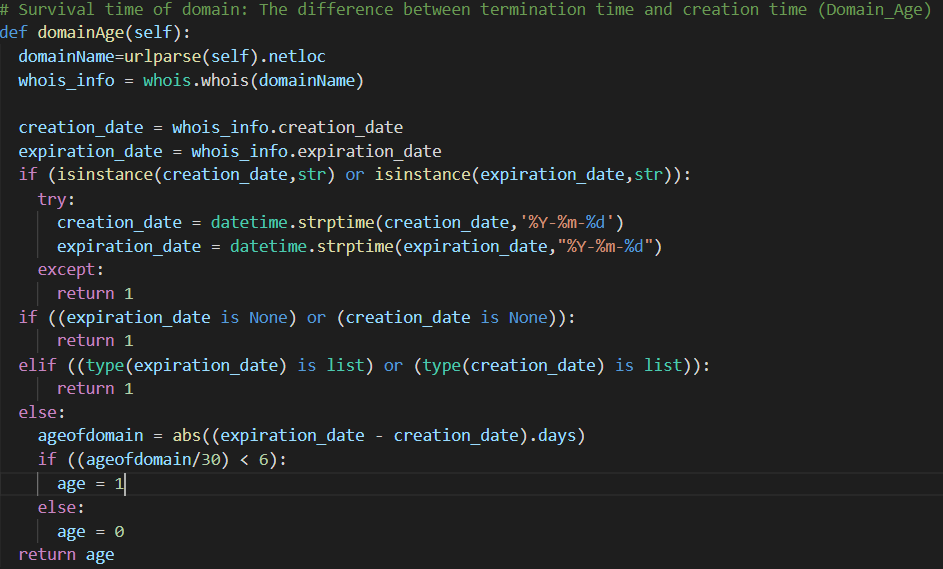 # Survival time of domain: The difference between termination time and creation time (Domain_Age)
def domainAge(self):
  domainName=urlparse(self).netloc
  whois_info = whois.whois(domainName)

  creation_date = whois_info.creation_date
  expiration_date = whois_info.expiration_date
  if (isinstance(creation_date,str) or isinstance(expiration_date,str)):
    try:
      creation_date = datetime.strptime(creation_date,'%Y-%m-%d')
      expiration_date = datetime.strptime(expiration_date,"%Y-%m-%d")
    except:
      return 1
  if ((expiration_date is None) or (creation_date is None)):
      return 1
  elif ((type(expiration_date) is list) or (type(creation_date) is list)):
      return 1
  else:
    ageofdomain = abs((expiration_date - creation_date).days)
    if ((ageofdomain/30) < 6):
      age = 1
    else:
      age = 0
  return age